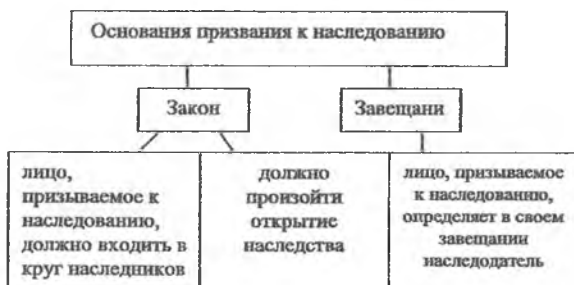 Основания призвания к наследованию
Закон
Завещани
лицо,
призываемое к
наследованию,
должно входить в
круг наследников
должно
произойти
открытие
наследства
лицо, призываемое
к наследованию,
определяет в своем
завещании
наследодатель